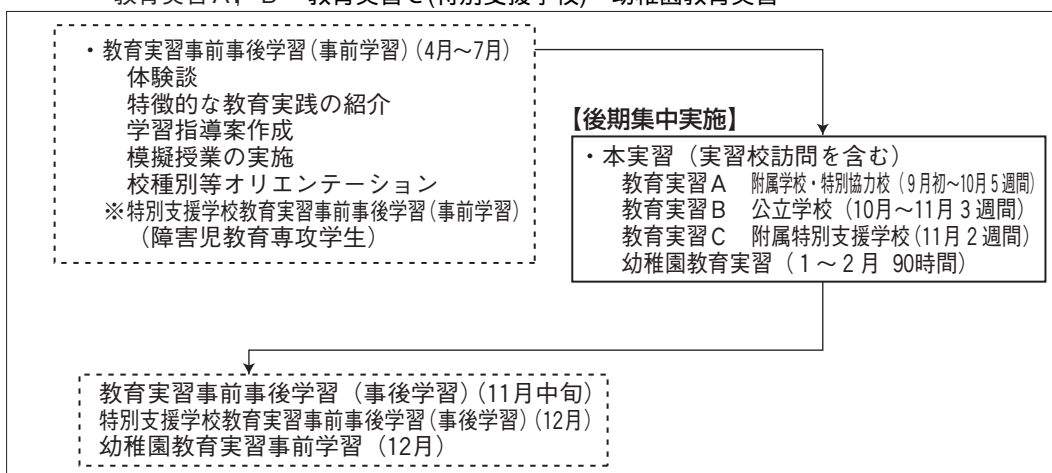 ・教育実習事前事後学習(事前学習)(4月～7月)
体験談
特徴的な教育実践の紹介
学習指導案作成
模擬授業の実施
校種別等オリエンテーション
※特別支援学校教育実習事前事後学習(事前学習)
(障害児教育専攻学生)
【後期集中実施】
・本実習（実習校訪問を含む）
教育実習A 附属学校・特別協力校（9月初～10月5週間）
教育実習B 公立学校（10月～11月3週間）
教育実習C 附属特別支援学校(11月2週間)
幼稚園教育実習（1～2月 90時間）
教育実習事前事後学習（事後学習）(11月中旬)
特別支援学校教育実習事前事後学習(事後学習)(12月)
幼稚園教育実習事前学習（12月）